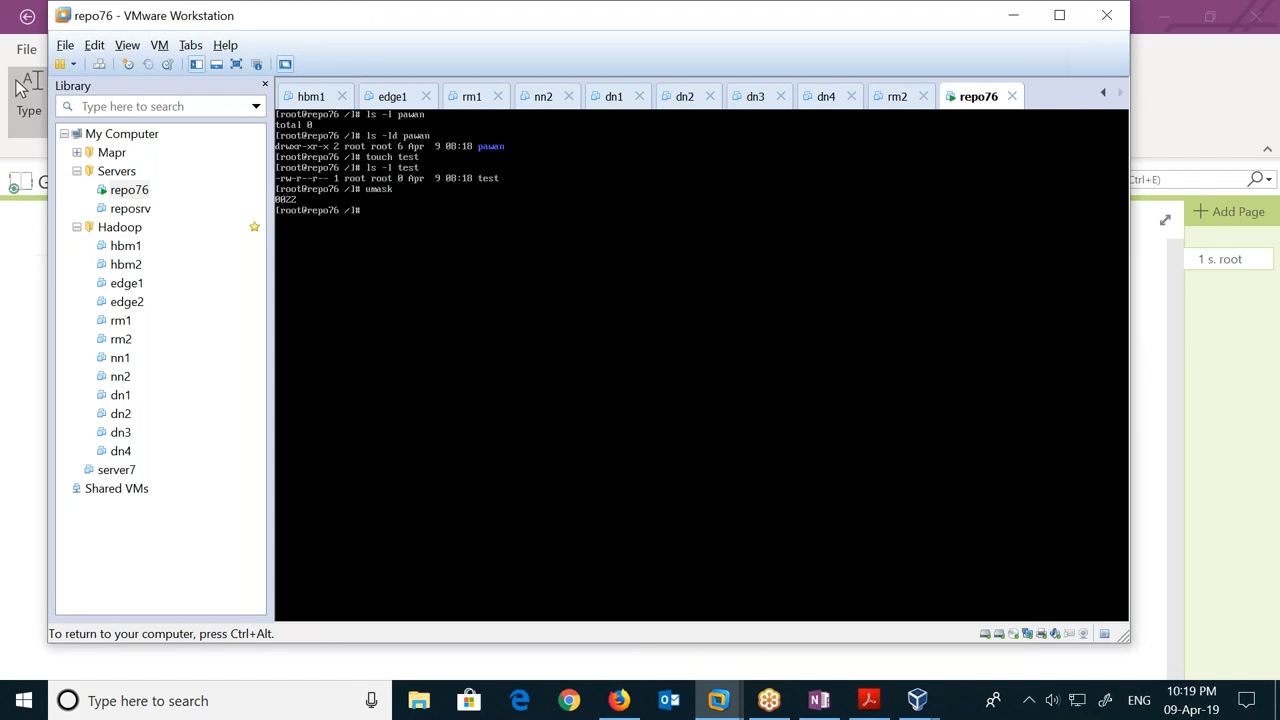 repo76 - VMware Workstation
File
Edit View VM Tabs Help
File
Type
Library
Type here to search
My Computer
Mapr
Servers
repo76
reposrv
Hadoop
hbm1
hbm2
edge1
edge2
rm1
rm2
nn1
nn2
dn1
dn2
dn3
dn4
server7
Shared VMs
hbm1 edge1 rm1 nn2 dn1 dn2 dn3 dn4 rm2 repo76
[root@repo76 /]# ls -l pawan
total 0
[root@repo76 /]# ls -ld pawan
drwxr-xr-x 2 root root 6 Apr  9 08:18 pawan
[root@repo76 /]# touch test
[root@repo76 /]# ls -l test
-rw-r--r-- 1 root root 0 Apr  9 08:18 test
[root@repo76 /]# umask
0022
[root@repo76 /]#
Ctrl+E)
Add Page
1 s. root
To return to your computer, press Ctrl+Alt.
Type here to search
ENG
10:19 PM
09-Apr-19